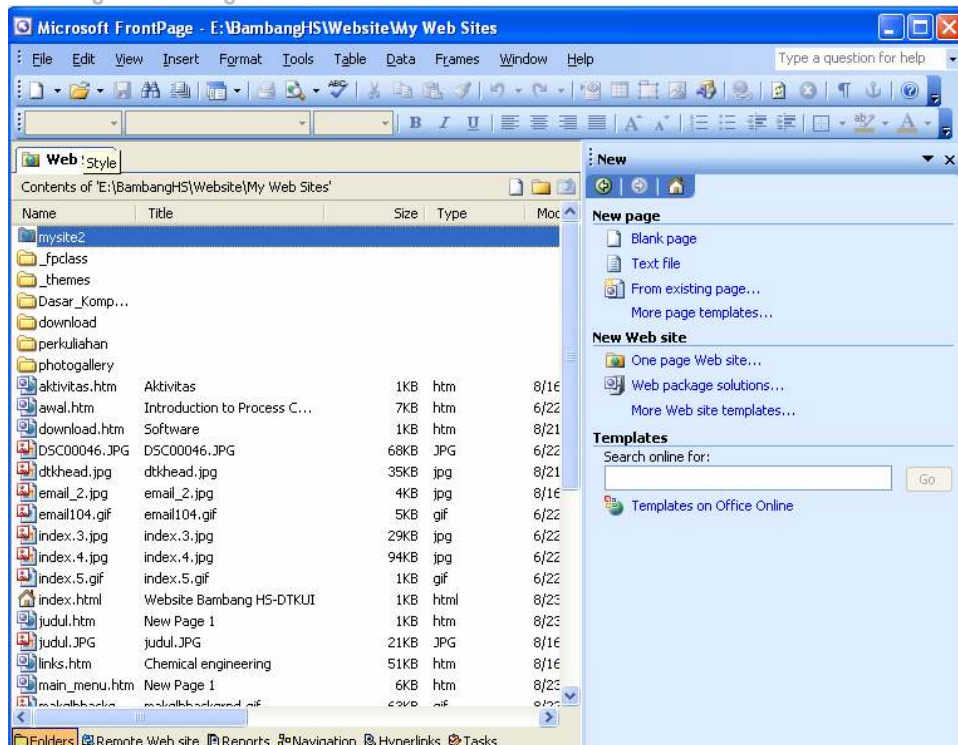 Microsoft FrontPage - E:\BambangHS\Website\My Web Sites
File Edit View Insert Format Tools Table Data Frames Window Help Type a question for help
B I U
Web Style
Contents of 'E:\BambangHS\Website\My Web Sites'
Name Title Size Type Moc
mysite2
_fpclass
_themes
Dasar_Komp...
download
perkuliahan
photogallery
aktivitas.htm Aktivitas 1KB htm 8/16
awal.htm Introduction to Process C... 7KB htm 6/22
download.htm Software 1KB htm 8/21
DSC00046.JPG DSC00046.JPG 68KB JPG 6/22
dtkhead.jpg dtkhead.jpg 35KB jpg 8/21
email_2.jpg email_2.jpg 4KB jpg 8/16
email104.gif email104.gif 5KB gif 6/22
index.3.jpg index.3.jpg 29KB jpg 6/22
index.4.jpg index.4.jpg 94KB jpg 6/22
index.5.gif index.5.gif 1KB gif 6/22
index.html Website Bambang HS-DTKUI 1KB html 8/23
judul.htm New Page 1 1KB htm 8/23
judul.JPG judul.JPG 21KB JPG 8/16
links.htm Chemical engineering 51KB htm 8/16
main_menu.htm New Page 1 6KB htm 8/23
Folders Remote Web site Reports Navigation Hyperlinks Tasks
New
New page
Blank page
Text file
From existing page...
More page templates...
New Web site
One page Web site...
Web package solutions...
More Web site templates...
Templates
Search online for:
Go
Templates on Office Online